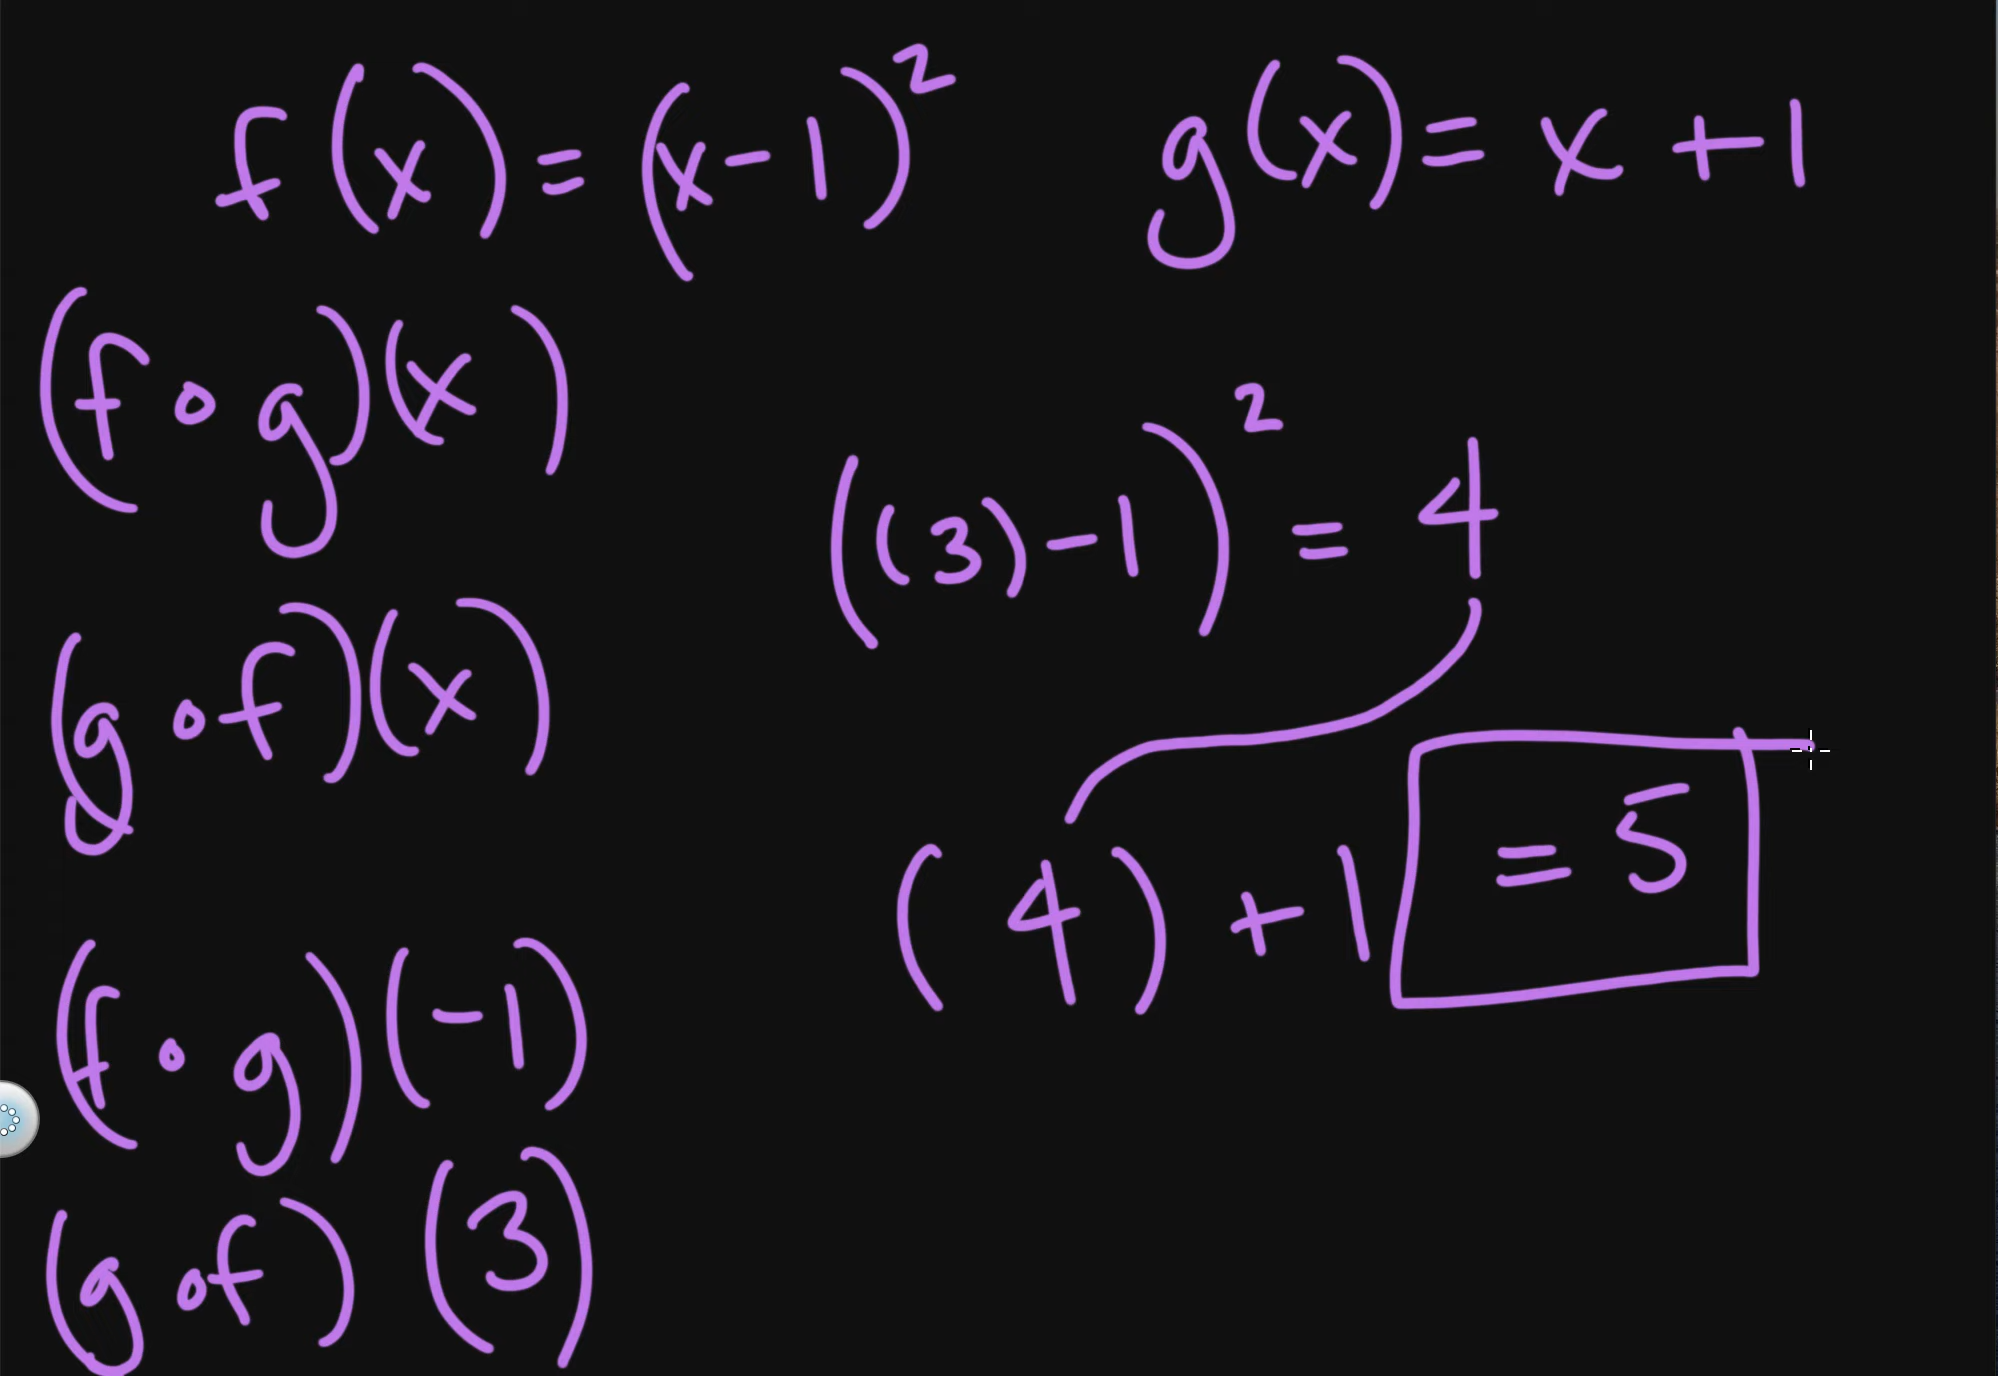 f(x) = (x-1)² g(x) = x + 1
(f ∘ g)(x)
((3)-1)² = 4
(g ∘ f)(x)
(4) + 1 = 5
(f ∘ g)(-1)
(g ∘ f)(3)